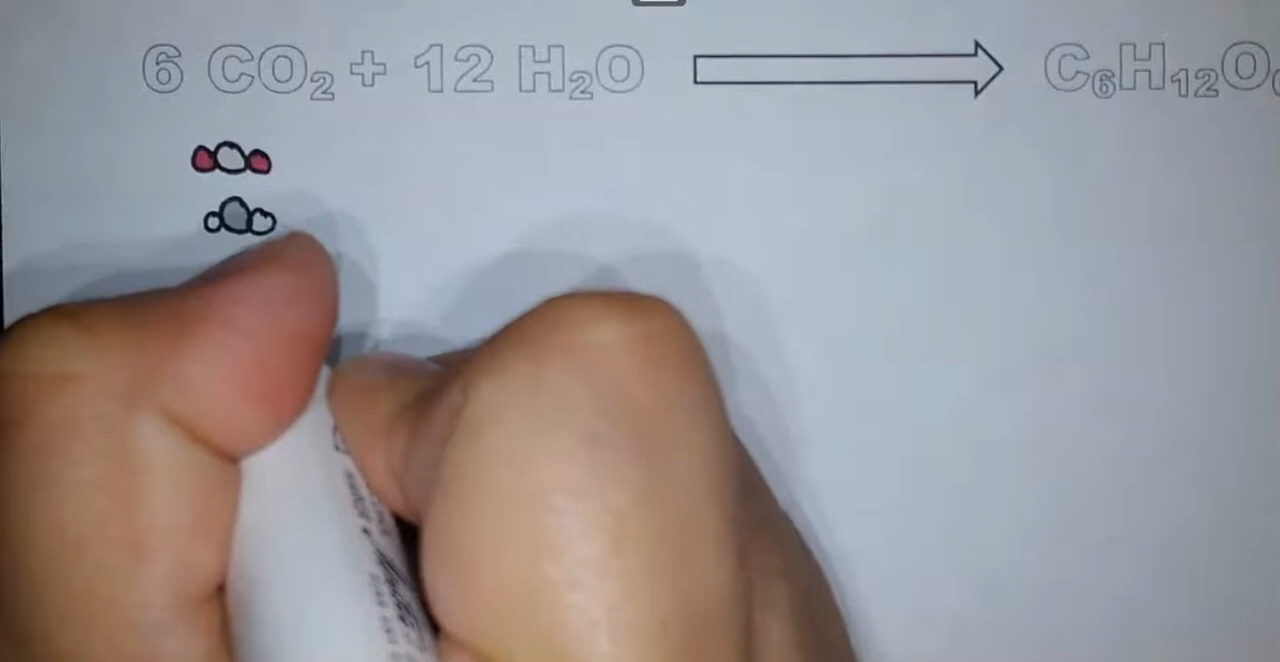 6 CO₂ + 12 H₂O → C₆H₁₂O